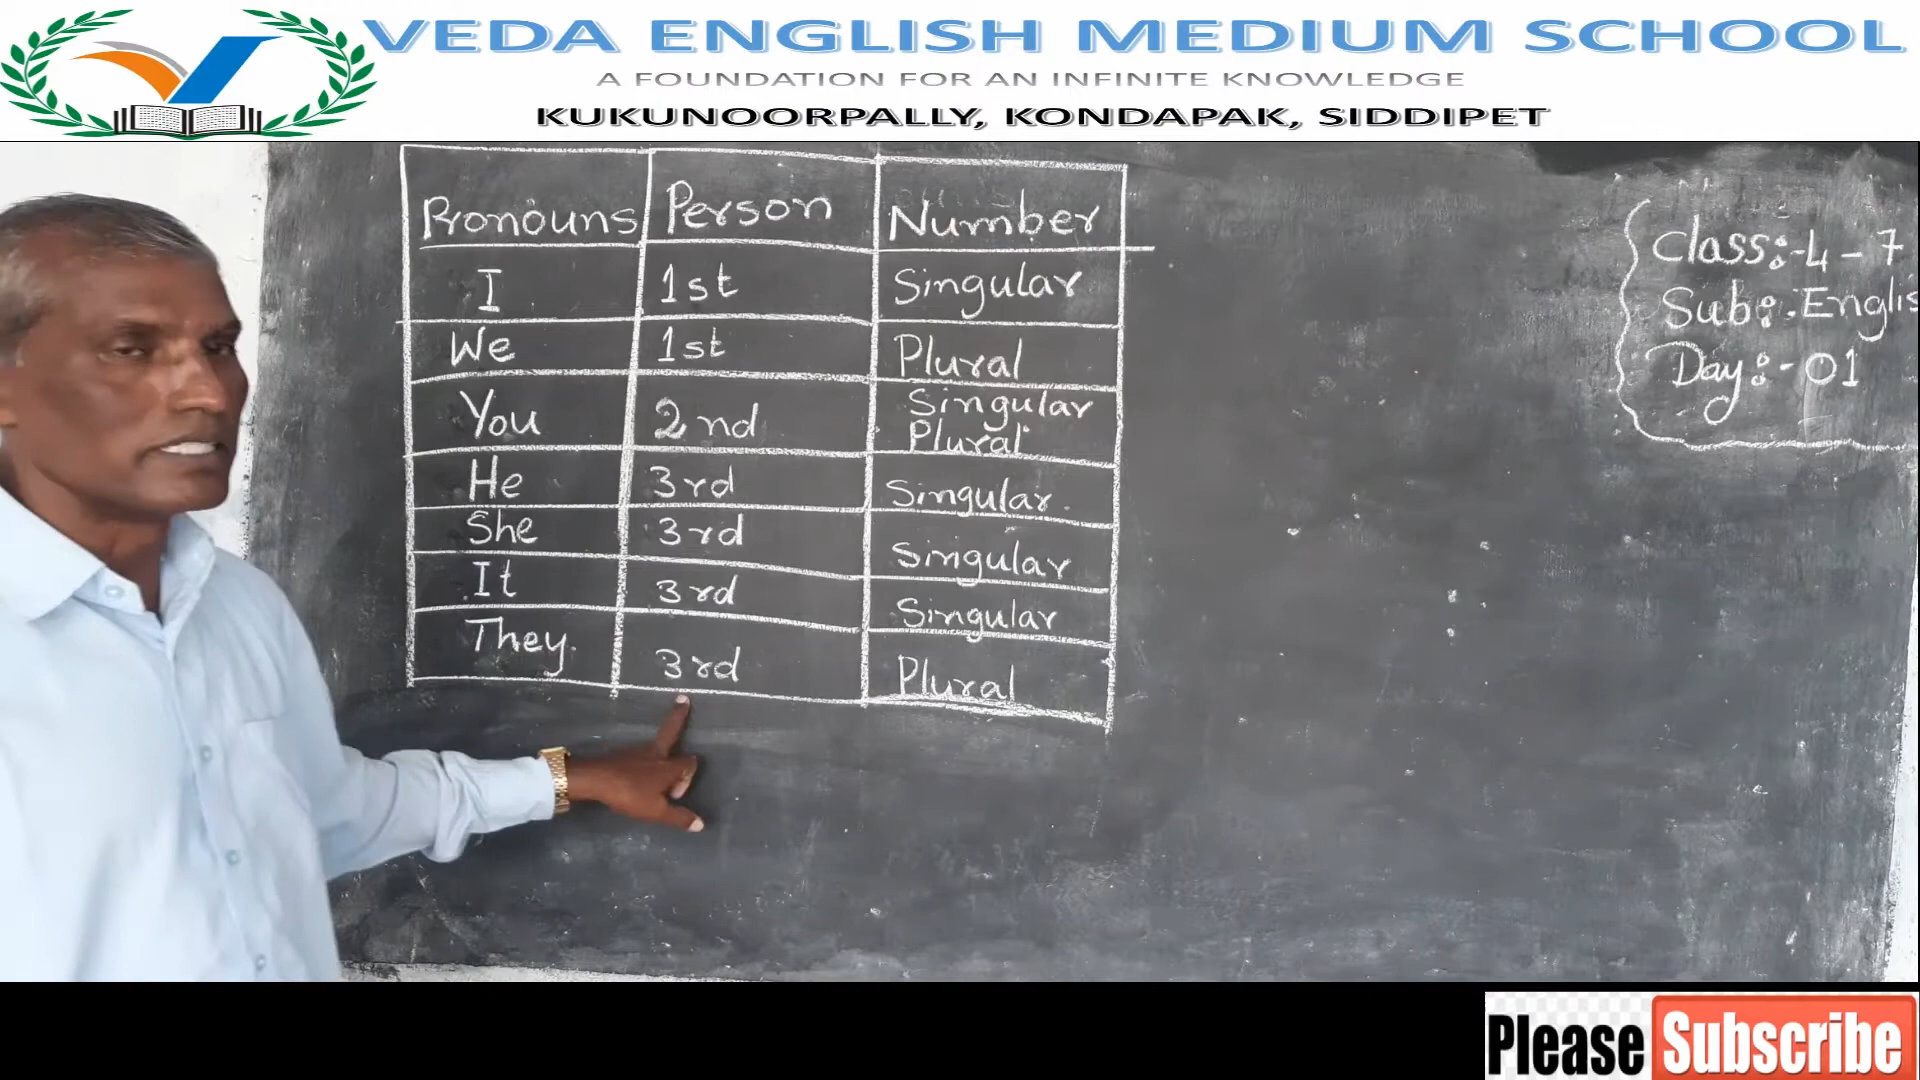 VEDA ENGLISH MEDIUM SCHOOL
A FOUNDATION FOR AN INFINITE KNOWLEDGE
KUKUNOORPALLY, KONDAPAK, SIDDIPET
Pronouns Person Number
I 1st Singular
We 1st Plural
You 2nd Singular
Plural
He 3rd Singular.
She 3rd Singular
It 3rd Singular
They. 3rd Plural
Class:-4-7
Sub:-Englis
Day:-01
Please Subscribe